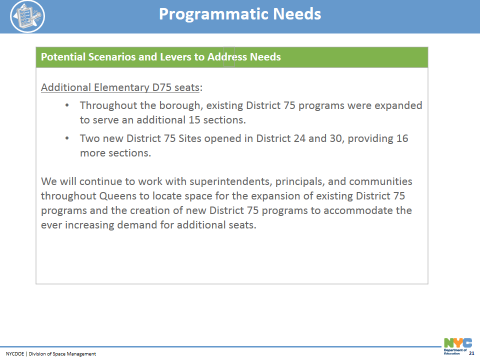 Programmatic Needs
Potential Scenarios and Levers to Address Needs
Additional Elementary D75 seats:
• Throughout the borough, existing District 75 programs were expanded
to serve an additional 15 sections.
• Two new District 75 Sites opened in District 24 and 30, providing 16
more sections.
We will continue to work with superintendents, principals, and communities
throughout Queens to locate space for the expansion of existing District 75
programs and the creation of new District 75 programs to accommodate the
ever increasing demand for additional seats.
NYC
Department of
Education
NYCDOE | Division of Space Management
21